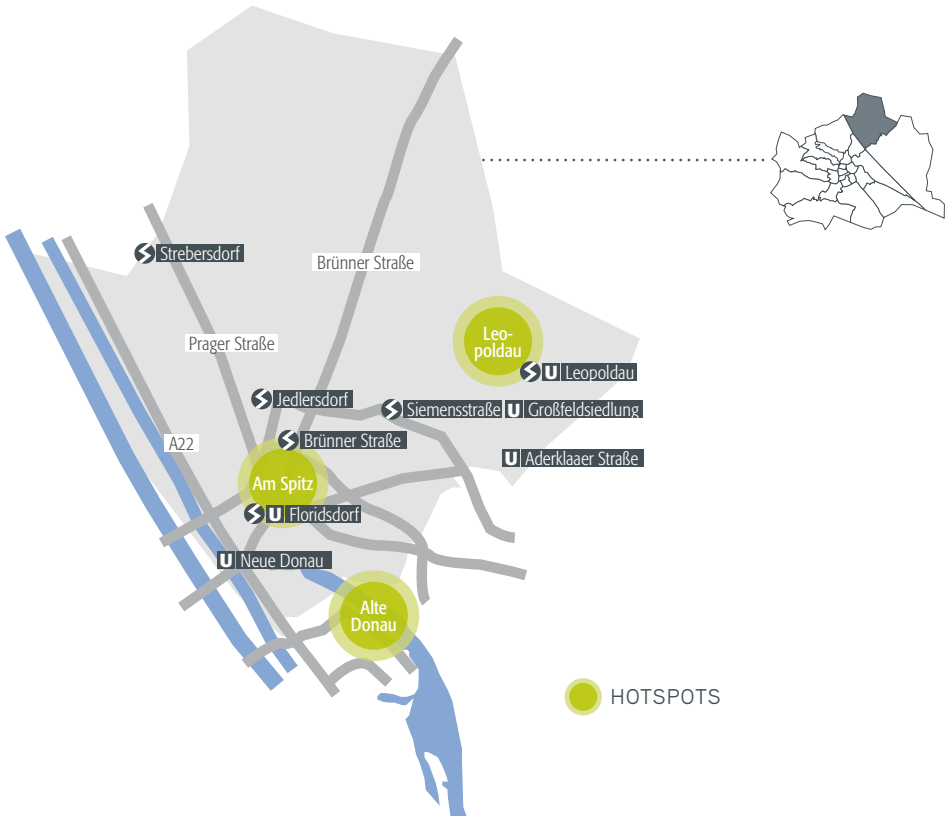 Strebersdorf
Brünner Straße
Prager Straße
Leo-
poldau
U Leopoldau
Jedlersdorf
Siemensstraße
U Großfeldsiedlung
A22
Brünner Straße
U Aderklaaer Straße
Am Spitz
U Floridsdorf
U Neue Donau
Alte
Donau
HOTSPOTS